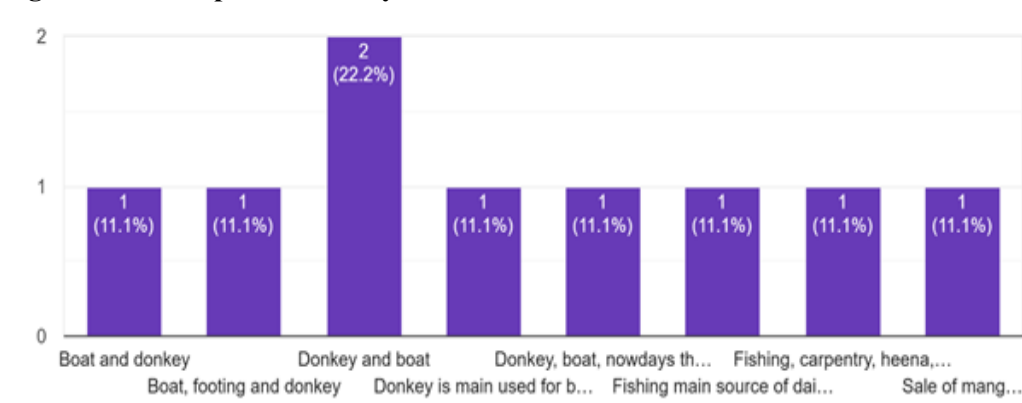 2
2
(22.2%)
1
1
(11.1%)
1
(11.1%)
1
(11.1%)
1
(11.1%)
1
(11.1%)
1
(11.1%)
1
(11.1%)
0
Boat and donkey
Donkey and boat
Donkey, boat, nowdays th…
Fishing, carpentry, heena,…
Boat, footing and donkey
Donkey is main used for b…
Fishing main source of dai…
Sale of mang…